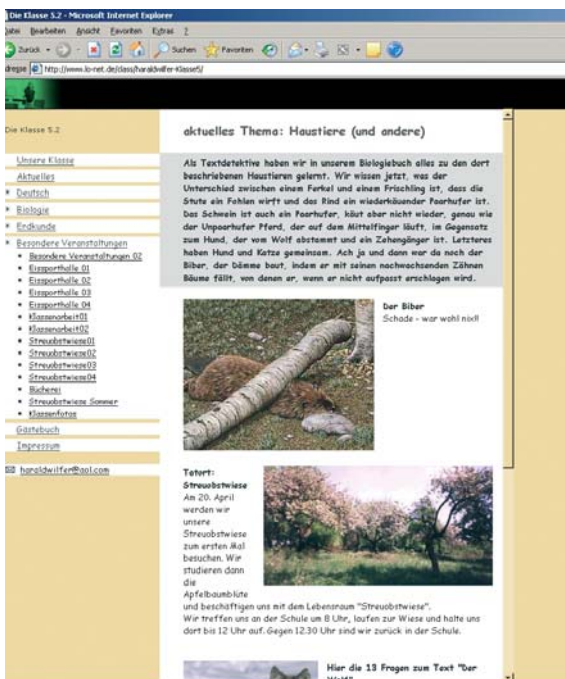 Die Klasse 5.2 - Microsoft Internet Explorer
Datei Bearbeiten Ansicht Favoriten Extras ?
Zurück Suchen Favoriten
Adresse http://www.lo-net.de/class/haraldwilfer-Klasse5/
Die Klasse 5.2
Unsere Klasse
Aktuelles
Deutsch
Biologie
Erdkunde
Besondere Veranstaltungen
Besondere Veranstaltungen 02
Eissporthalle 01
Eissporthalle 02
Eissporthalle 03
Eissporthalle 04
Klassenarbeit01
Klassenarbeit02
Streuobstwiese01
Streuobstwiese02
Streuobstwiese03
Streuobstwiese04
Bücherei
Streuobstwiese Sommer
Klassenfotos
Gästebuch
Impressum
haraldwilfer@aol.com
aktuelles Thema: Haustiere (und andere)
Als Textdetektive haben wir in unserem Biologiebuch alles zu den dort
beschriebenen Haustieren gelernt. Wir wissen jetzt, was der
Unterschied zwischen einem Ferkel und einem Frischling ist, dass die
Stute ein Fohlen wirft und das Rind ein wiederkäuender Paarhufer ist.
Das Schwein ist auch ein Paarhufer, käut aber nicht wieder, genau wie
der Unpaarhufer Pferd, der auf dem Mittelfinger läuft, im Gegensatz
zum Hund, der vom Wolf abstammt und ein Zehengänger ist. Letzteres
haben Hund und Katze gemeinsam. Ach ja und dann war da noch der
Biber, der Dämme baut, indem er mit seinen nachwachsenden Zähnen
Bäume fällt, von denen er, wenn er nicht aufpasst erschlagen wird.
Der Biber
Schade - war wohl nix!!
Tatort:
Streuobstwiese
Am 20. April
werden wir
unsere
Streuobstwiese
zum ersten Mal
besuchen. Wir
studieren dann
die
Apfelbaumblüte
und beschäftigen uns mit dem Lebensraum "Streuobstwiese".
Wir treffen uns an der Schule um 8 Uhr, laufen zur Wiese und halte uns
dort bis 12 Uhr auf. Gegen 12.30 Uhr sind wir zurück in der Schule.
Hier die 13 Fragen zum Text "Der
Wolf"